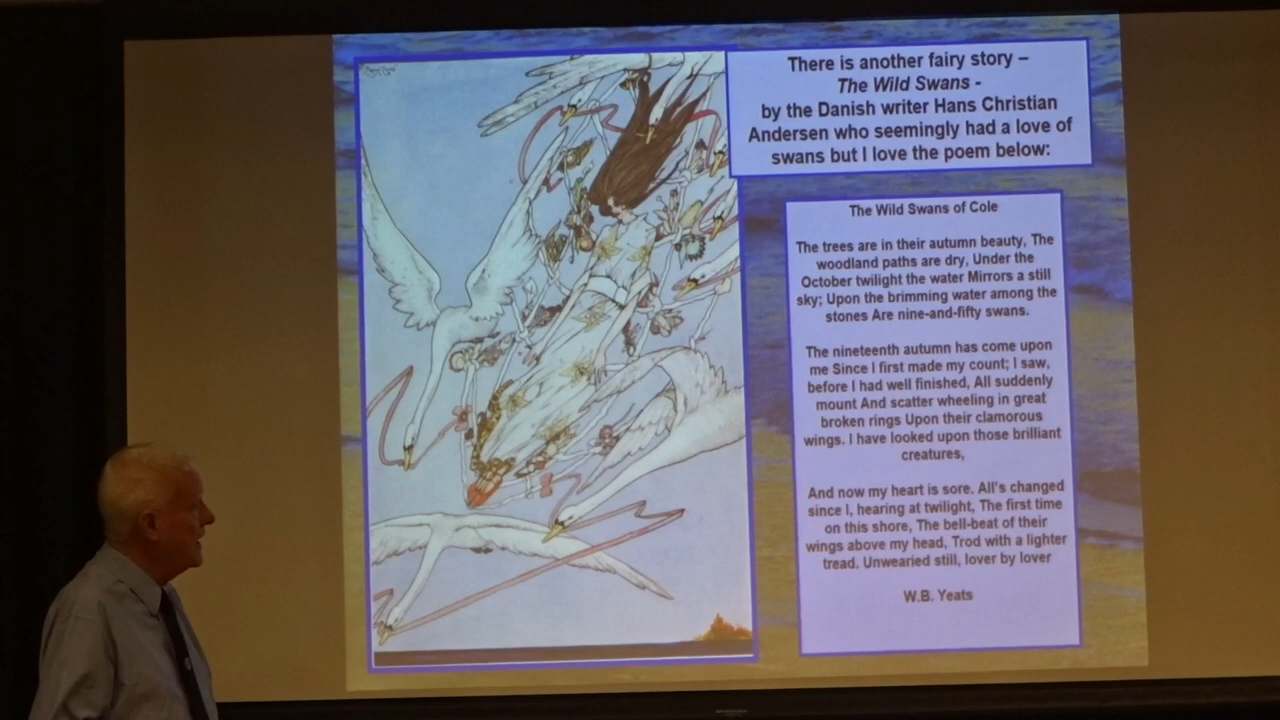 There is another fairy story –
The Wild Swans -
by the Danish writer Hans Christian
Andersen who seemingly had a love of
swans but I love the poem below:
The Wild Swans of Cole
The trees are in their autumn beauty, The
woodland paths are dry, Under the
October twilight the water Mirrors a still
sky; Upon the brimming water among the
stones Are nine-and-fifty swans.
The nineteenth autumn has come upon
me Since I first made my count; I saw,
before I had well finished, All suddenly
mount And scatter wheeling in great
broken rings Upon their clamorous
wings. I have looked upon those brilliant
creatures,
And now my heart is sore. All's changed
since I, hearing at twilight, The first time
on this shore, The bell-beat of their
wings above my head, Trod with a lighter
tread. Unwearied still, lover by lover
W.B. Yeats